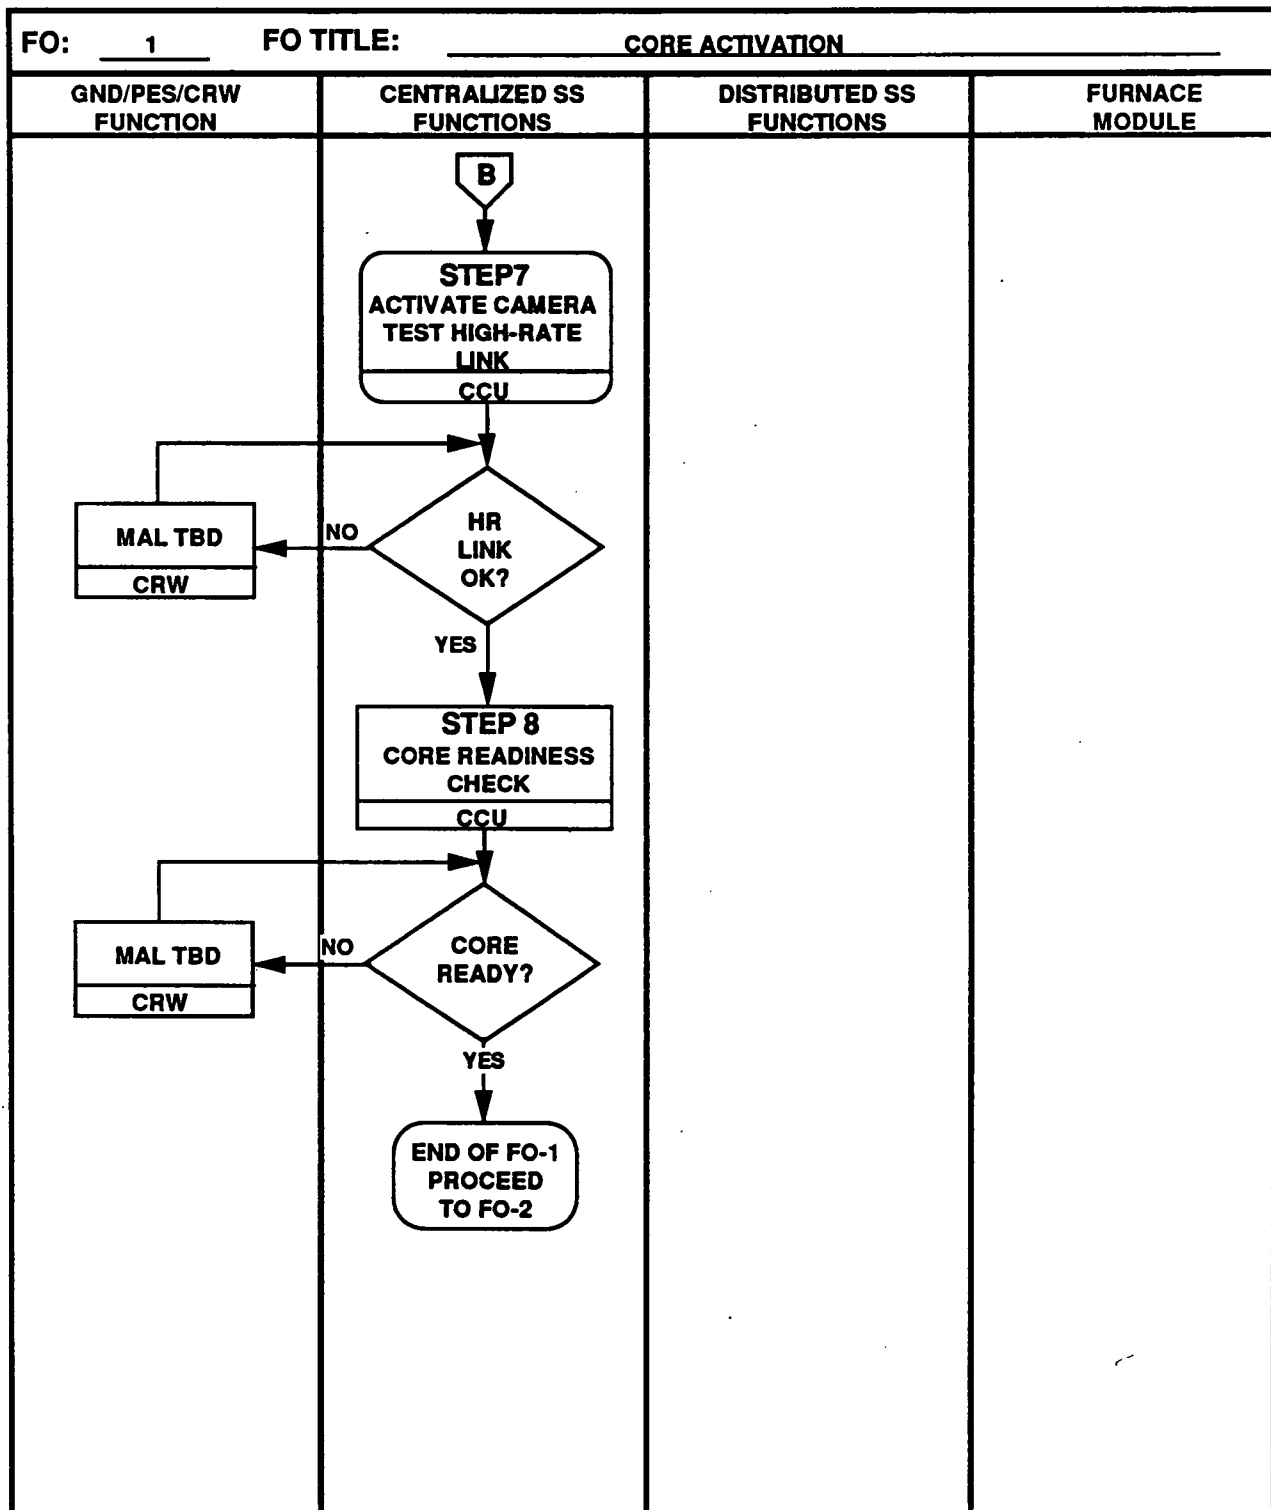 FO: 1 FO TITLE: CORE ACTIVATION
GND/PES/CRW
FUNCTION
CENTRALIZED SS
FUNCTIONS
DISTRIBUTED SS
FUNCTIONS
FURNACE
MODULE
B
STEP7
ACTIVATE CAMERA
TEST HIGH-RATE
LINK
CCU
HR
LINK
OK?
NO
MAL TBD
CRW
YES
STEP 8
CORE READINESS
CHECK
CCU
CORE
READY?
NO
MAL TBD
CRW
YES
END OF FO-1
PROCEED
TO FO-2